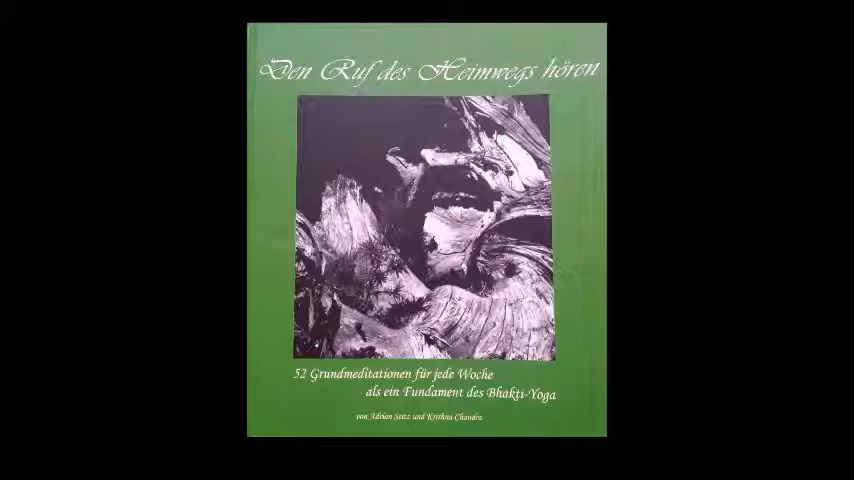 Den Ruf des Heimwegs hören
52 Grundmeditationen für jede Woche
als ein Fundament des Bhakti-Yoga
von Adrian Seitz und Krishna Chandra